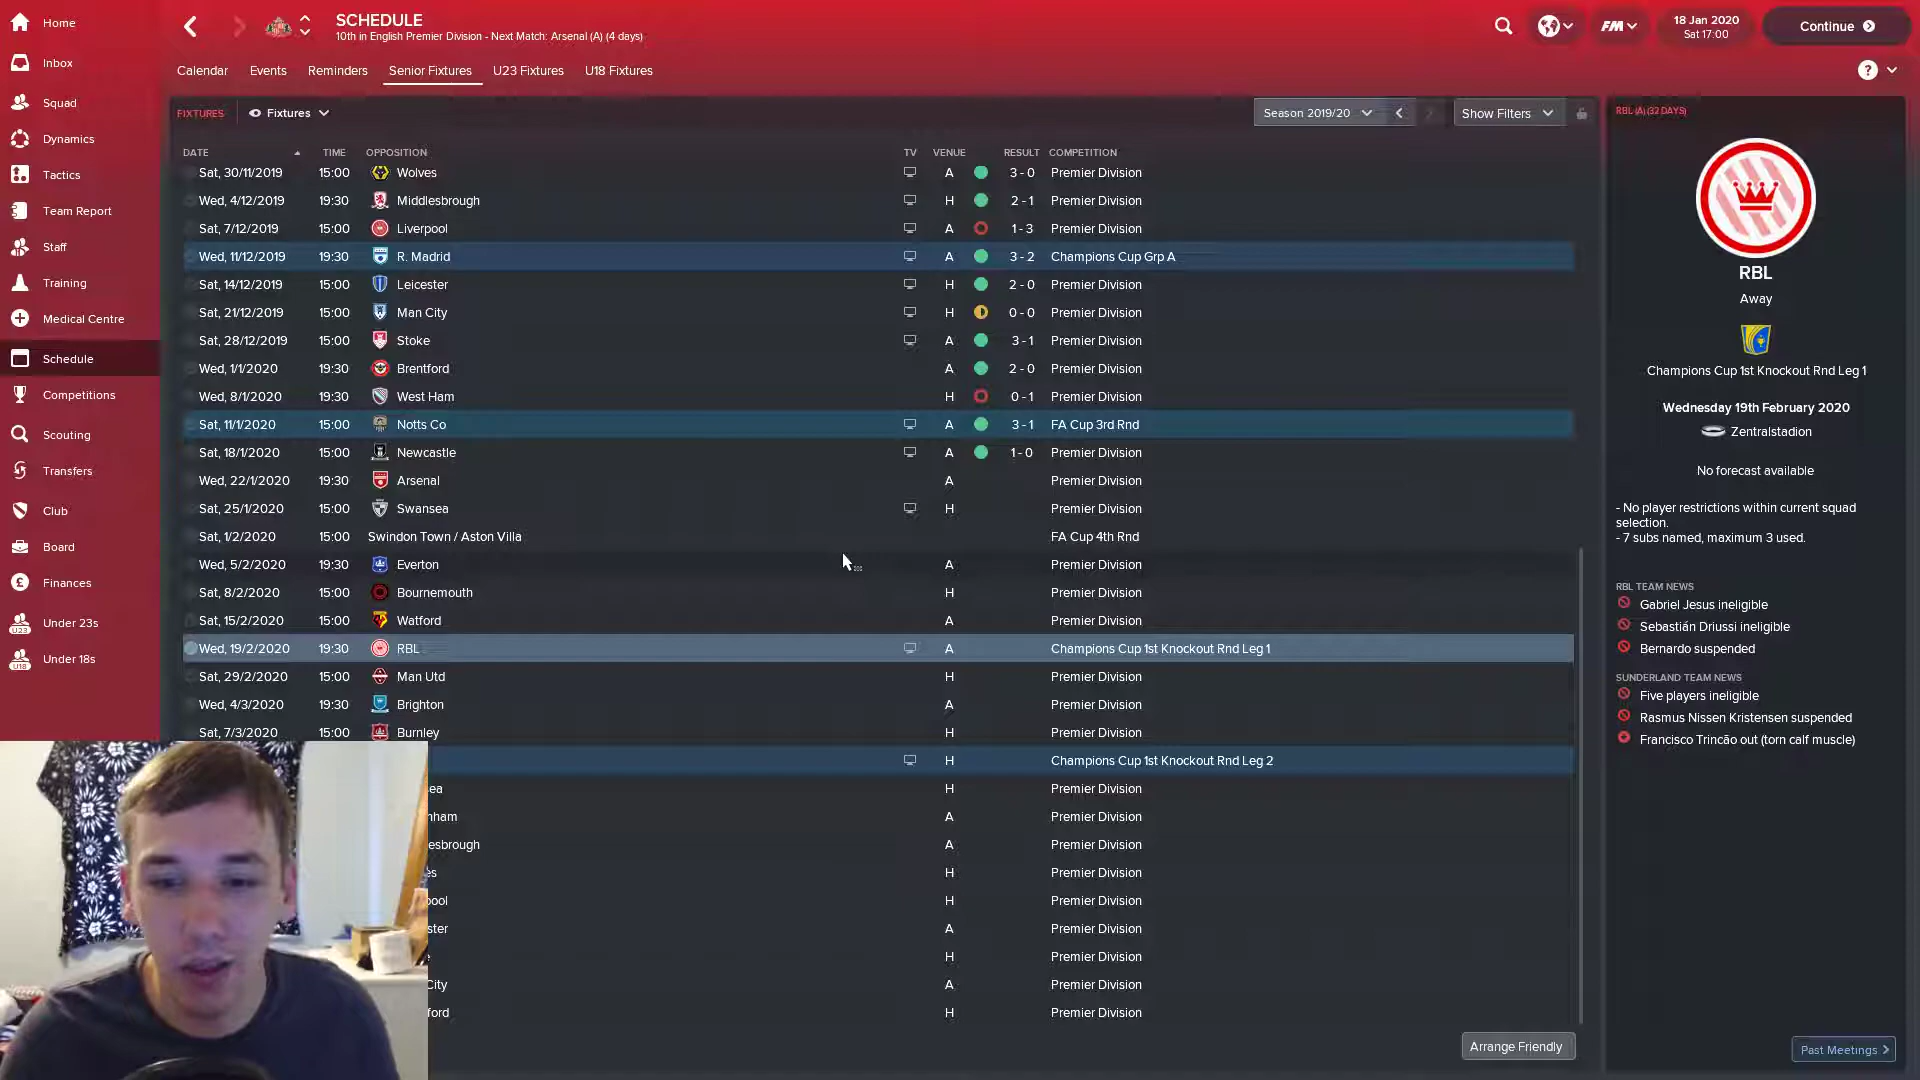 Home
Inbox
Squad
Dynamics
Tactics
Team Report
Staff
Training
Medical Centre
Schedule
Competitions
Scouting
Transfers
Club
Board
Finances
Under 23s
Under 18s
SCHEDULE
10th in English Premier Division - Next Match: Arsenal (A) (4 days)
FM
18 Jan 2020
Sat 17:00
Continue
Calendar Events Reminders Senior Fixtures U23 Fixtures U18 Fixtures
?
FIXTURES Fixtures Season 2019/20 Show Filters
DATE TIME OPPOSITION TV VENUE RESULT COMPETITION
Sat, 30/11/2019 15:00 Wolves A 3 - 0 Premier Division
Wed, 4/12/2019 19:30 Middlesbrough H 2 - 1 Premier Division
Sat, 7/12/2019 15:00 Liverpool A 1 - 3 Premier Division
Wed, 11/12/2019 19:30 R. Madrid A 3 - 2 Champions Cup Grp A
Sat, 14/12/2019 15:00 Leicester H 2 - 0 Premier Division
Sat, 21/12/2019 15:00 Man City H 0 - 0 Premier Division
Sat, 28/12/2019 15:00 Stoke A 3 - 1 Premier Division
Wed, 1/1/2020 19:30 Brentford A 2 - 0 Premier Division
Wed, 8/1/2020 19:30 West Ham H 0 - 1 Premier Division
Sat, 11/1/2020 15:00 Notts Co A 3 - 1 FA Cup 3rd Rnd
Sat, 18/1/2020 15:00 Newcastle A 1 - 0 Premier Division
Wed, 22/1/2020 19:30 Arsenal A Premier Division
Sat, 25/1/2020 15:00 Swansea H Premier Division
Sat, 1/2/2020 15:00 Swindon Town / Aston Villa FA Cup 4th Rnd
Wed, 5/2/2020 19:30 Everton A Premier Division
Sat, 8/2/2020 15:00 Bournemouth H Premier Division
Sat, 15/2/2020 15:00 Watford A Premier Division
Wed, 19/2/2020 19:30 RBL A Champions Cup 1st Knockout Rnd Leg 1
Sat, 29/2/2020 15:00 Man Utd H Premier Division
Wed, 4/3/2020 19:30 Brighton A Premier Division
Sat, 7/3/2020 15:00 Burnley H Premier Division
H Champions Cup 1st Knockout Rnd Leg 2
ea H Premier Division
ham A Premier Division
esbrough A Premier Division
es H Premier Division
pool H Premier Division
ster A Premier Division
e H Premier Division
City A Premier Division
ford H Premier Division
Arrange Friendly
RBL (A) (32 DAYS)
RBL
Away
Champions Cup 1st Knockout Rnd Leg 1
Wednesday 19th February 2020
Zentralstadion
No forecast available
- No player restrictions within current squad
selection.
- 7 subs named, maximum 3 used.
RBL TEAM NEWS
Gabriel Jesus ineligible
Sebastián Driussi ineligible
Bernardo suspended
SUNDERLAND TEAM NEWS
Five players ineligible
Rasmus Nissen Kristensen suspended
Francisco Trincão out (torn calf muscle)
Past Meetings